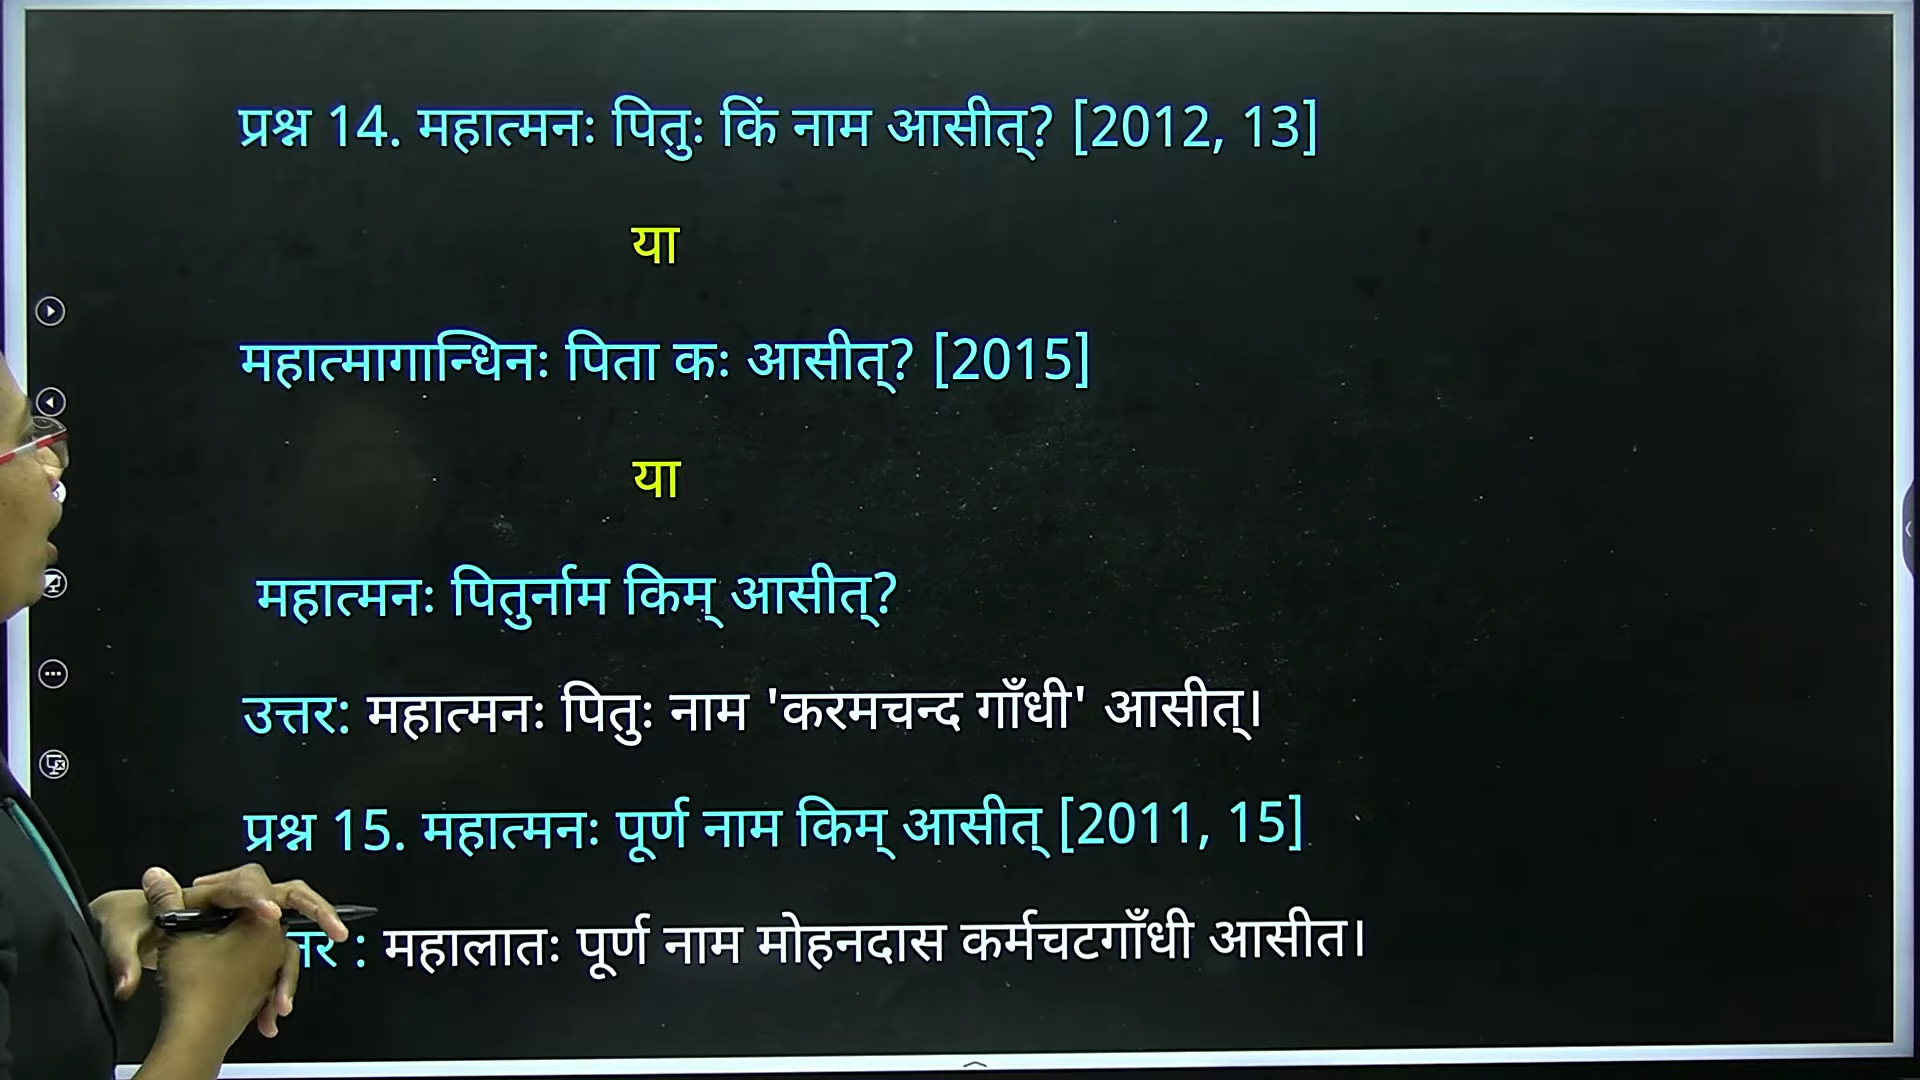 प्रश्न 14. महात्मनः पितुः किं नाम आसीत्? [2012, 13]
या
महात्मागान्धिनः पिता कः आसीत्? [2015]
या
महात्मनः पितुर्नाम किम् आसीत्?
उत्तर: महात्मनः पितुः नाम 'करमचन्द गाँधी' आसीत्।
प्रश्न 15. महात्मनः पूर्ण नाम किम् आसीत् [2011, 15]
: महालातः पूर्ण नाम मोहनदास कर्मचटगाँधी आसीत।